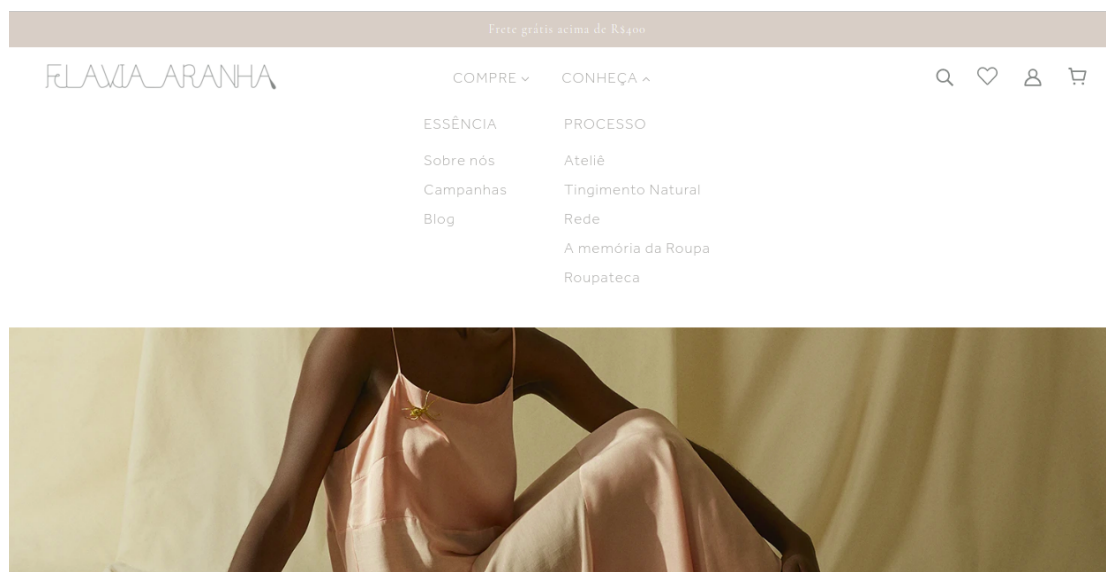 Frete grátis acima de R$400
FLAVIA ARANHA
COMPRE
CONHEÇA
ESSÊNCIA
Sobre nós
Campanhas
Blog
PROCESSO
Ateliê
Tingimento Natural
Rede
A memória da Roupa
Roupateca